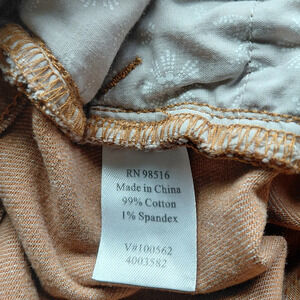 RN 98516
Made in China
99% Cotton
1% Spandex
V#100562
4003582